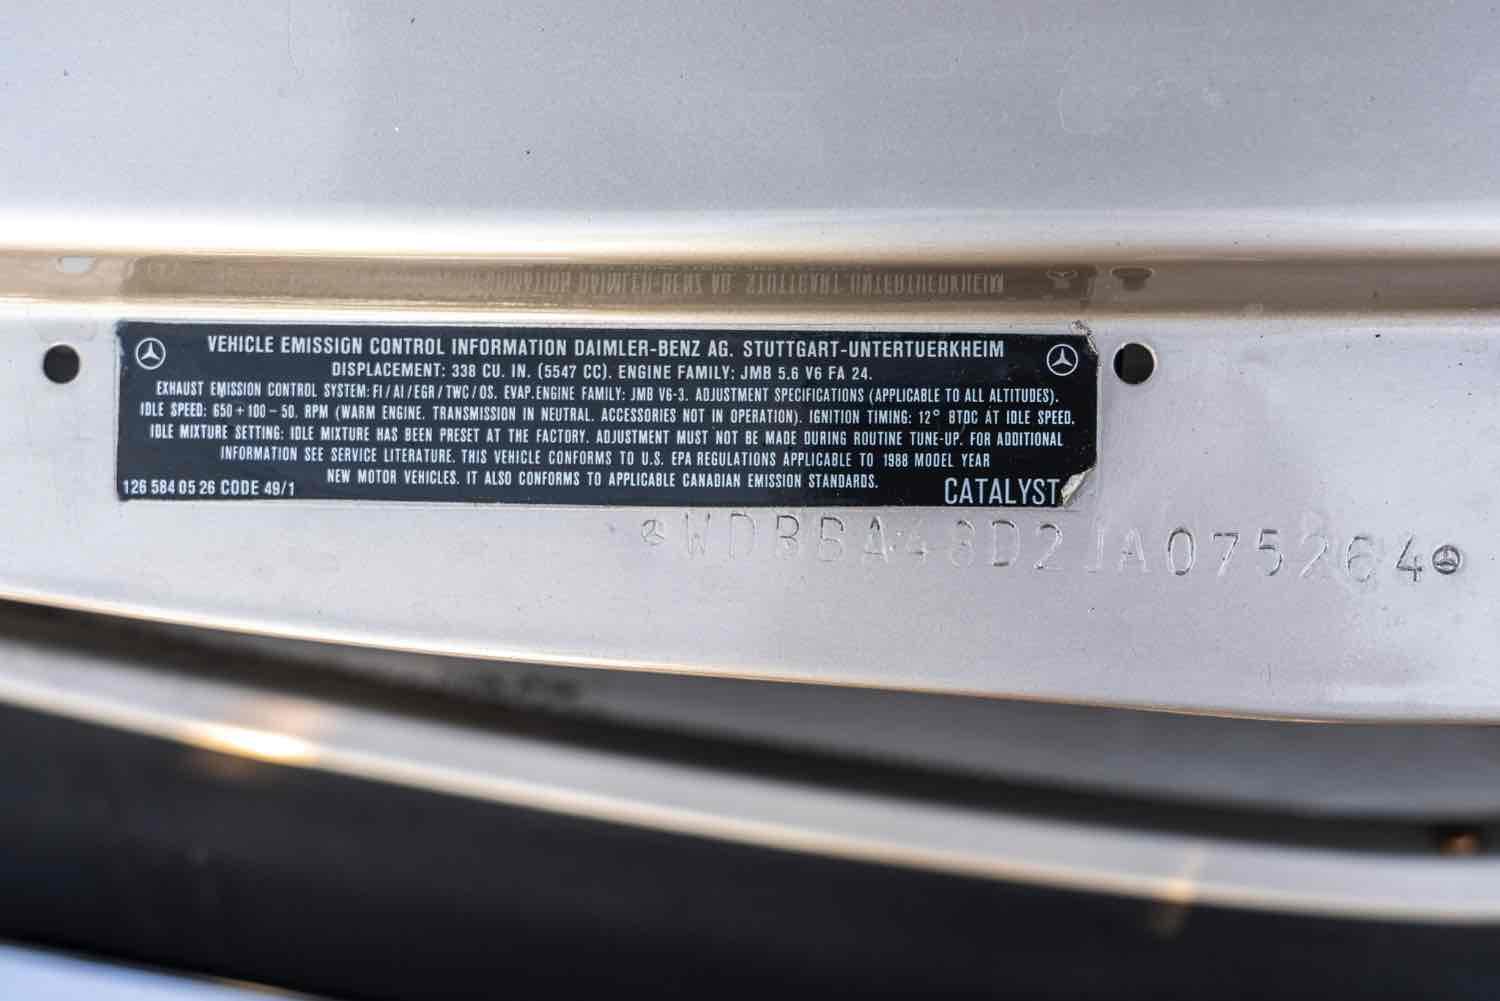 VEHICLE EMISSION CONTROL INFORMATION DAIMLER-BENZ AG. STUTTGART-UNTERTUERKHEIM
DISPLACEMENT: 338 CU. IN. (5547 CC). ENGINE FAMILY: JMB 5.6 V6 FA 24.
EXHAUST EMISSION CONTROL SYSTEM: FI/AI/EGR/TWC/OS. EVAP. ENGINE FAMILY: JMB V6-3. ADJUSTMENT SPECIFICATIONS (APPLICABLE TO ALL ALTITUDES).
IDLE SPEED: 650 + 100 – 50. RPM (WARM ENGINE. TRANSMISSION IN NEUTRAL. ACCESSORIES NOT IN OPERATION). IGNITION TIMING: 12° BTDC AT IDLE SPEED.
IDLE MIXTURE SETTING: IDLE MIXTURE HAS BEEN PRESET AT THE FACTORY. ADJUSTMENT MUST NOT BE MADE DURING ROUTINE TUNE-UP. FOR ADDITIONAL
INFORMATION SEE SERVICE LITERATURE. THIS VEHICLE CONFORMS TO U.S. EPA REGULATIONS APPLICABLE TO 1988 MODEL YEAR
NEW MOTOR VEHICLES. IT ALSO CONFORMS TO APPLICABLE CANADIAN EMISSION STANDARDS.
126 584 05 26 CODE 49/1
CATALYST
WDBBA48D2JA075264